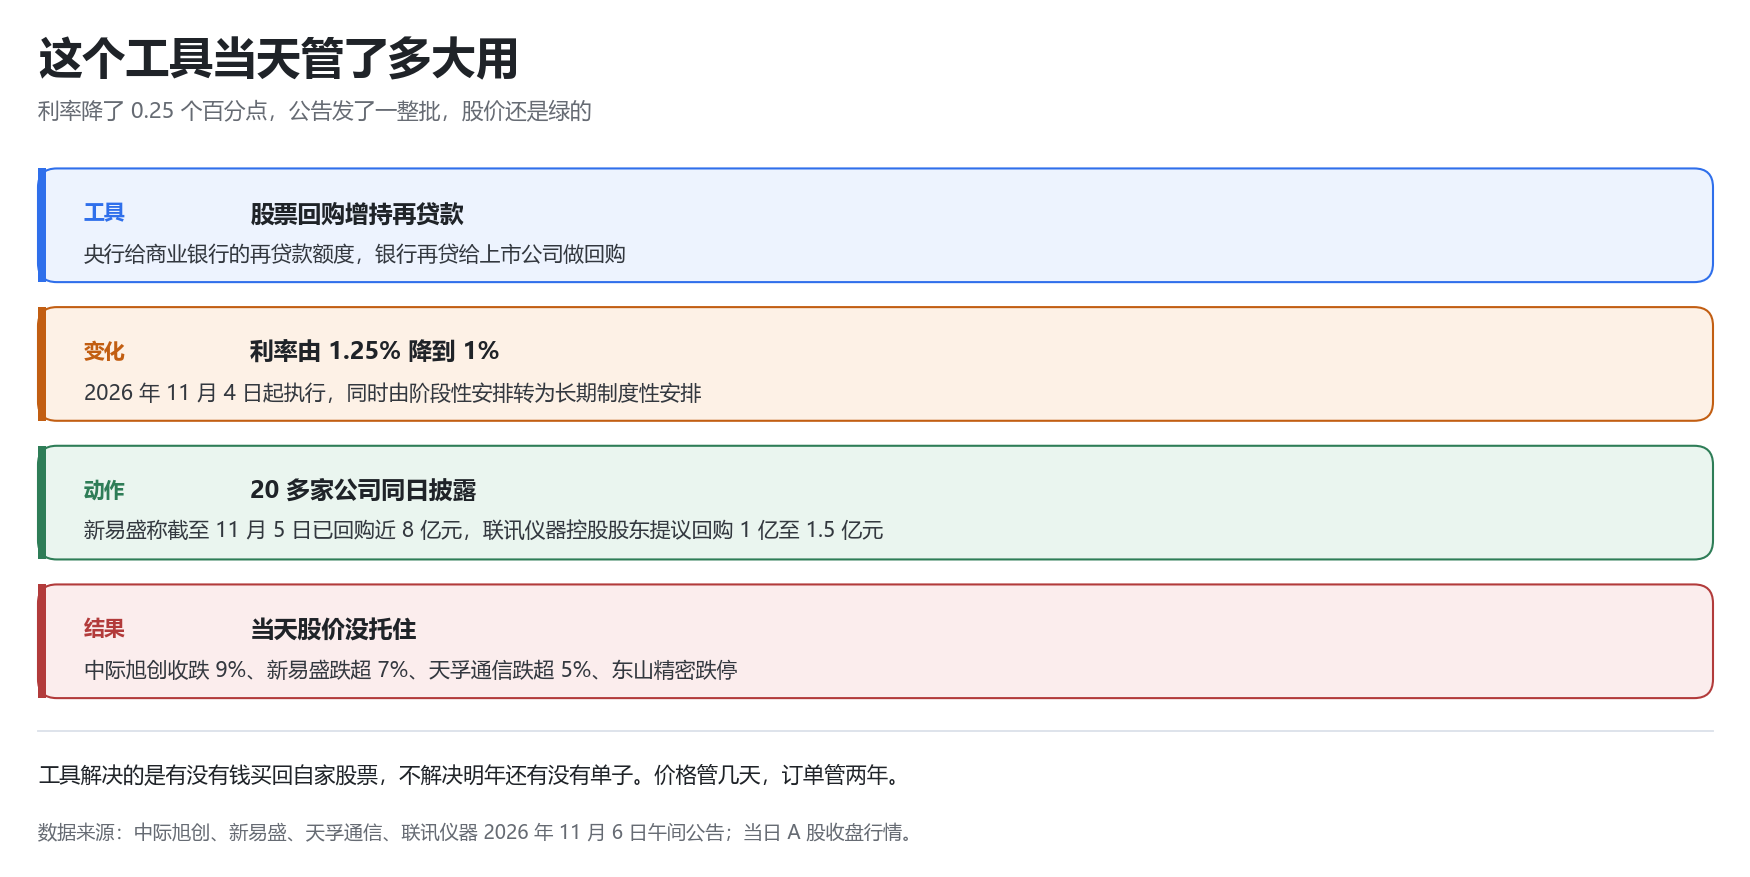 这个工具当天管了多大用
利率降了 0.25 个百分点，公告发了一整批，股价还是绿的
工具 股票回购增持再贷款
央行给商业银行的再贷款额度，银行再贷给上市公司做回购
变化 利率由 1.25% 降到 1%
2026 年 11 月 4 日起执行，同时由阶段性安排转为长期制度性安排
动作 20 多家公司同日披露
新易盛称截至 11 月 5 日已回购近 8 亿元，联讯仪器控股股东提议回购 1 亿至 1.5 亿元
结果 当天股价没托住
中际旭创收跌 9%、新易盛跌超 7%、天孚通信跌超 5%、东山精密跌停
工具解决的是有没有钱买回自家股票，不解决明年还有没有单子。价格管几天，订单管两年。
数据来源：中际旭创、新易盛、天孚通信、联讯仪器 2026 年 11 月 6 日午间公告；当日 A 股收盘行情。